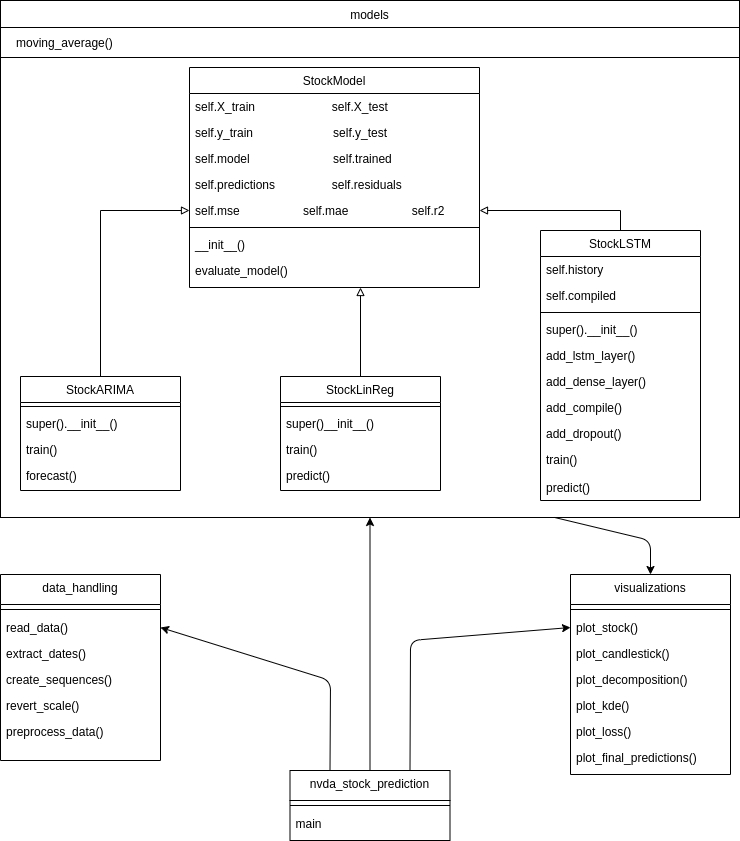 models
moving_average()
StockModel
self.X_train self.X_test
self.y_train self.y_test
self.model self.trained
self.predictions self.residuals
self.mse self.mae self.r2
__init__()
evaluate_model()
StockLSTM
self.history
self.compiled
super().__init__()
add_lstm_layer()
add_dense_layer()
add_compile()
add_dropout()
train()
predict()
StockARIMA
super().__init__()
train()
forecast()
StockLinReg
super()__init__()
train()
predict()
data_handling
read_data()
extract_dates()
create_sequences()
revert_scale()
preprocess_data()
visualizations
plot_stock()
plot_candlestick()
plot_decomposition()
plot_kde()
plot_loss()
plot_final_predictions()
nvda_stock_prediction
main